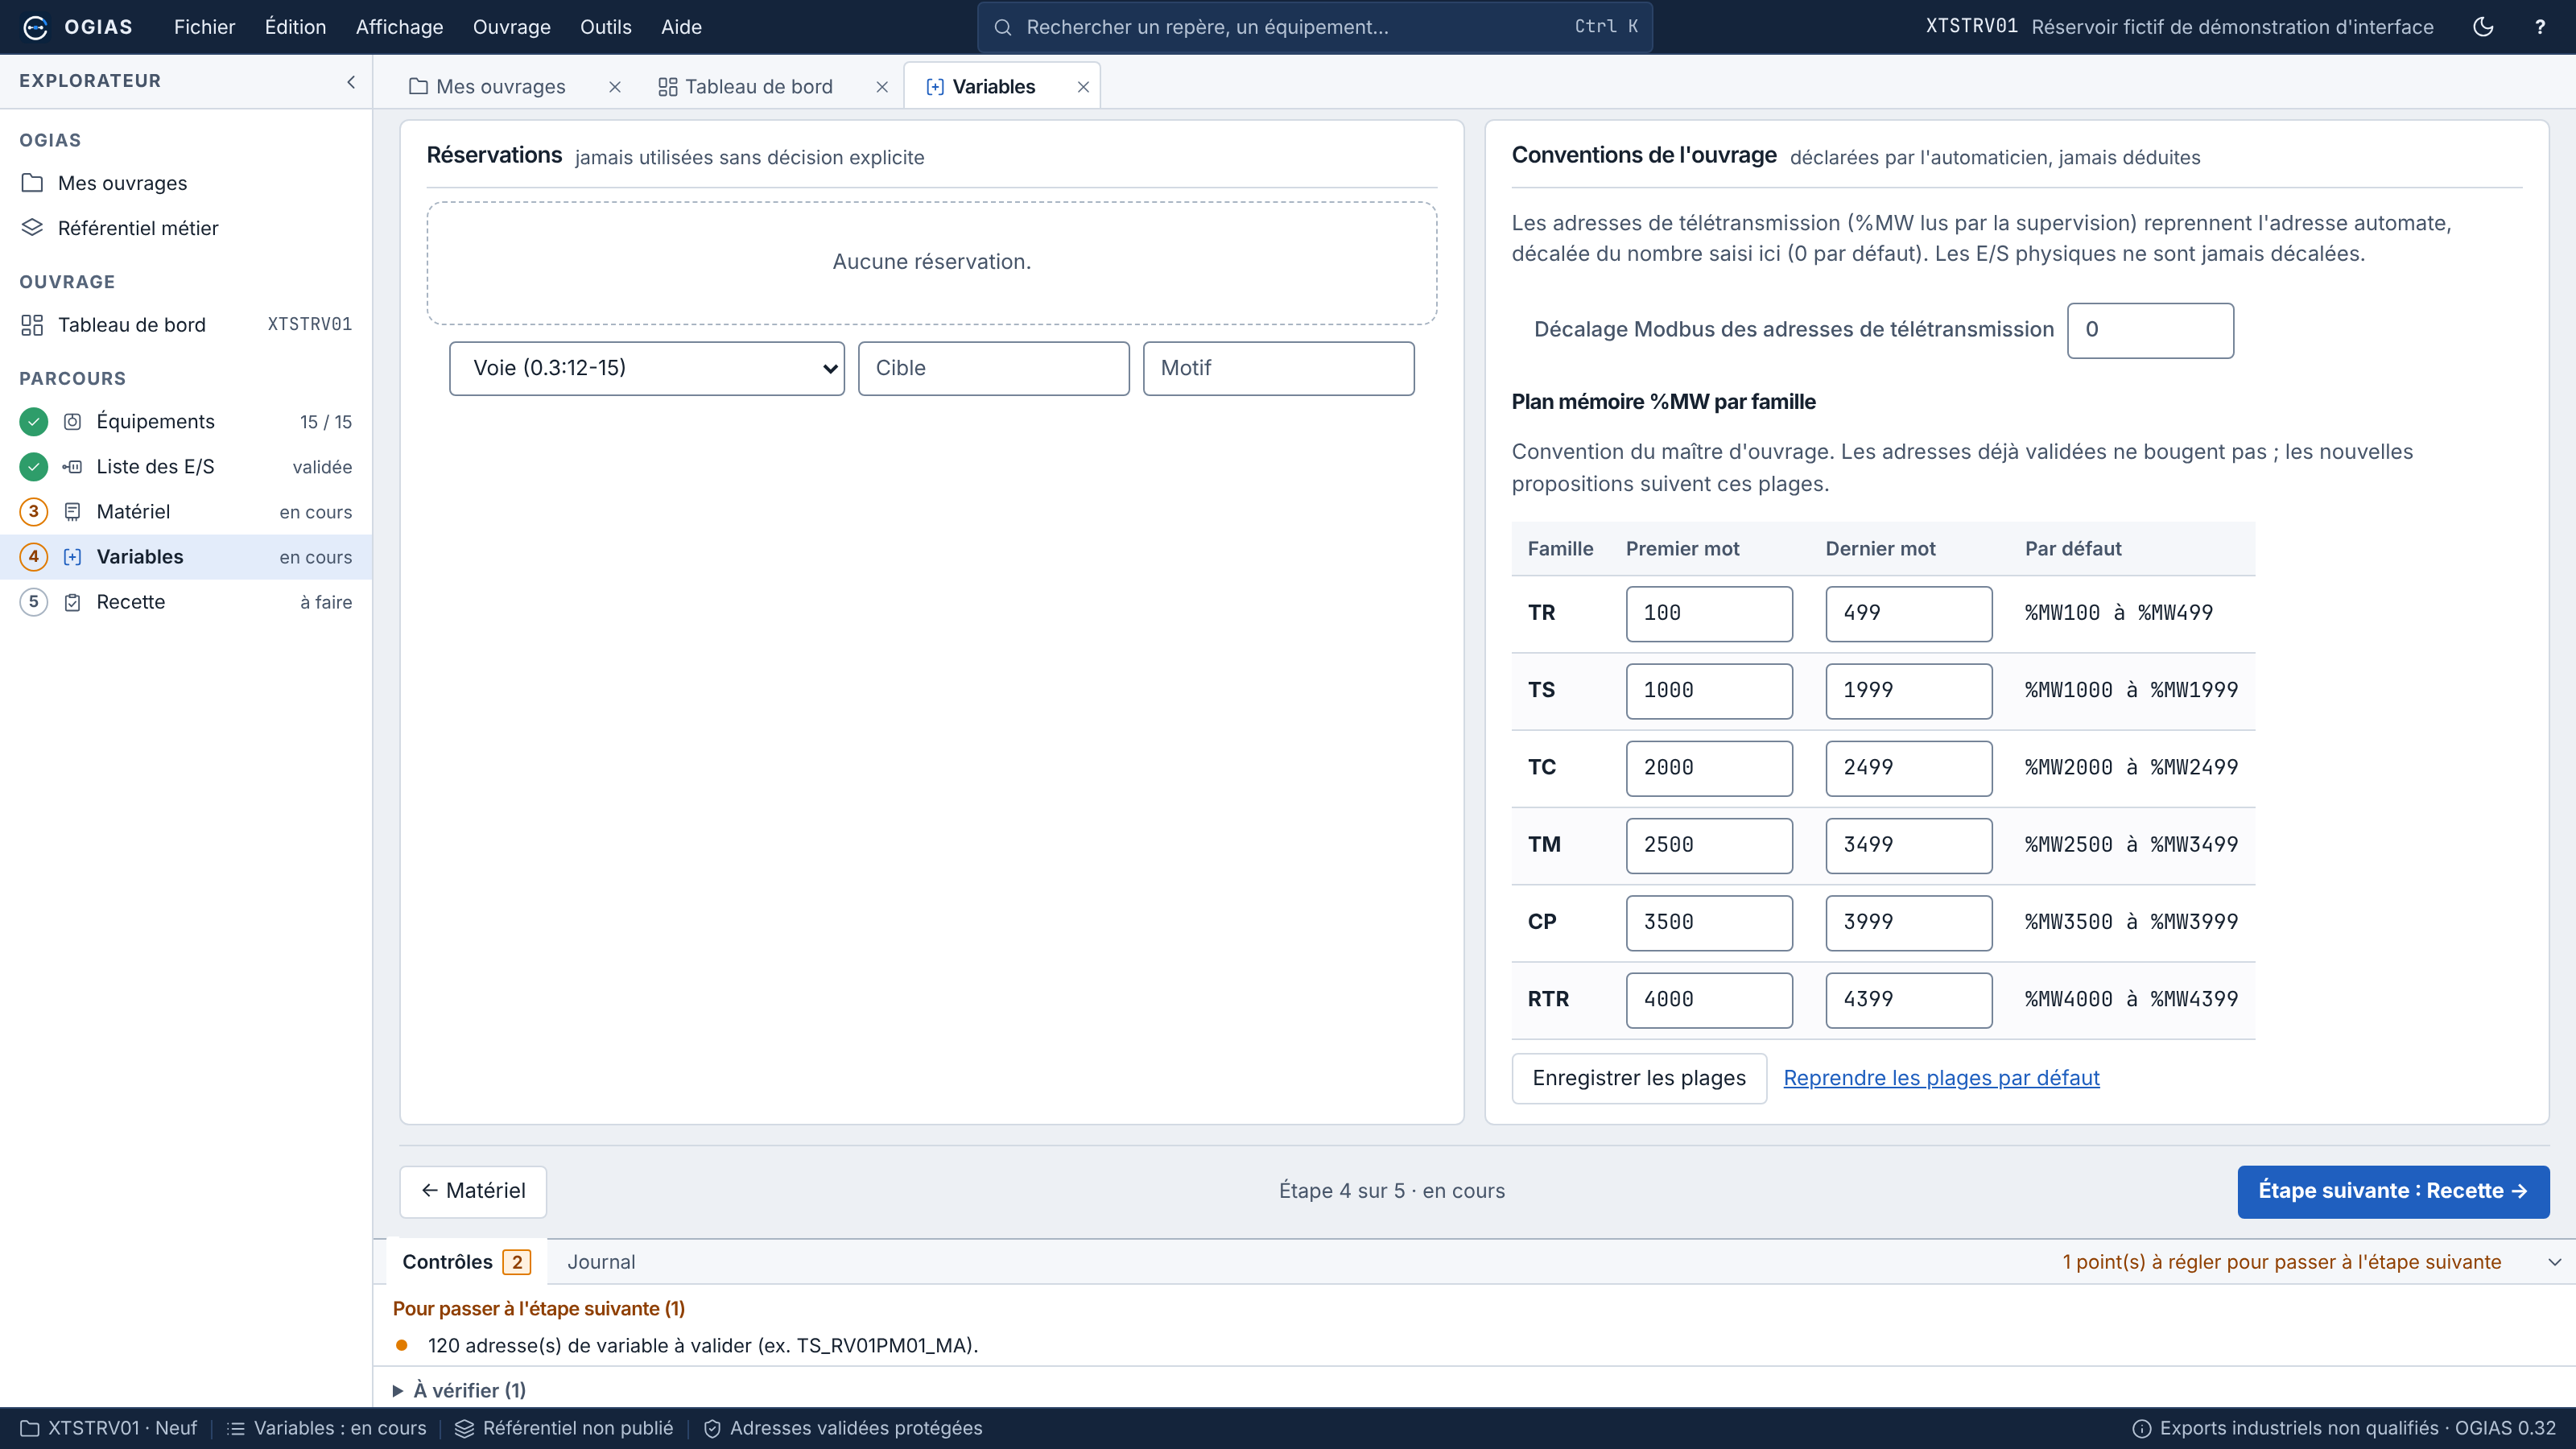 OGIAS Fichier Édition Affichage Ouvrage Outils Aide Rechercher un repère, un équipement... Ctrl K XTSTRV01 Réservoir fictif de démonstration d'interface ?
EXPLORATEUR
OGIAS
Mes ouvrages
Référentiel métier
OUVRAGE
Tableau de bord XTSTRV01
PARCOURS
Équipements 15 / 15
Liste des E/S validée
3 Matériel en cours
4 Variables en cours
5 Recette à faire
Mes ouvrages Tableau de bord Variables
Réservations jamais utilisées sans décision explicite
Aucune réservation.
Voie (0.3:12-15) Cible Motif
Conventions de l'ouvrage déclarées par l'automaticien, jamais déduites
Les adresses de télétransmission (%MW lus par la supervision) reprennent l'adresse automate,
décalée du nombre saisi ici (0 par défaut). Les E/S physiques ne sont jamais décalées.
Décalage Modbus des adresses de télétransmission 0
Plan mémoire %MW par famille
Convention du maître d'ouvrage. Les adresses déjà validées ne bougent pas ; les nouvelles
propositions suivent ces plages.
Famille Premier mot Dernier mot Par défaut
TR 100 499 %MW100 à %MW499
TS 1000 1999 %MW1000 à %MW1999
TC 2000 2499 %MW2000 à %MW2499
TM 2500 3499 %MW2500 à %MW3499
CP 3500 3999 %MW3500 à %MW3999
RTR 4000 4399 %MW4000 à %MW4399
Enregistrer les plages Reprendre les plages par défaut
← Matériel Étape 4 sur 5 · en cours Étape suivante : Recette →
Contrôles 2 Journal 1 point(s) à régler pour passer à l'étape suivante
Pour passer à l'étape suivante (1)
120 adresse(s) de variable à valider (ex. TS_RV01PM01_MA).
À vérifier (1)
XTSTRV01 · Neuf Variables : en cours Référentiel non publié Adresses validées protégées Exports industriels non qualifiés · OGIAS 0.32